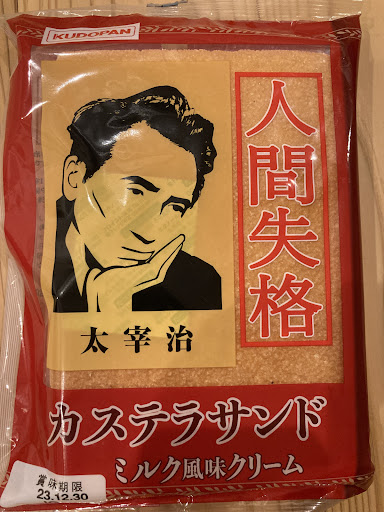 KUDOPAN
人間失格
太宰治
カステラサンド
ミルク風味クリーム
賞味期限
23.12.30